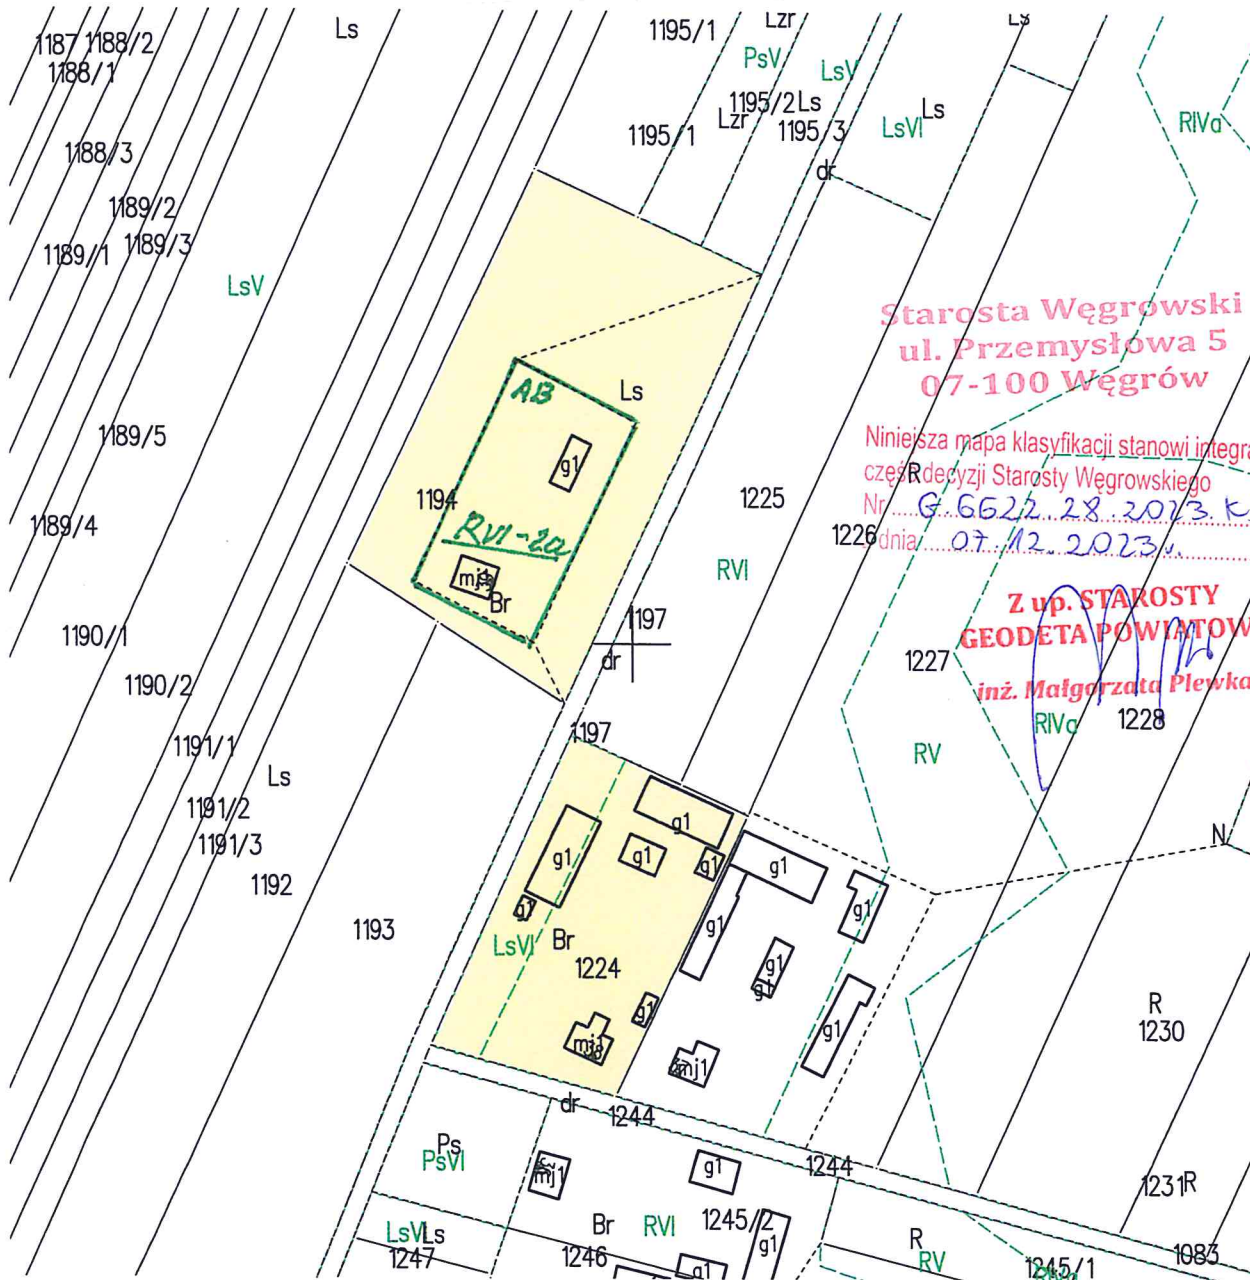 Ls
1195/1
Lzr
Ls
1187
1188/2
1188/1
PsV
LsV
1195/2
Ls
Ls
Lzr
1195/1
1195/3
LsVI
RIVa
1188/3
dr
1189/2
1189/1
1189/3
LsV
Starosta Węgrowski
ul. Przemysłowa 5
07-100 Węgrów
AB
Ls
1189/5
Niniejsza mapa klasyfikacji stanowi integra
część decyzji Starosty Węgrowskiego
R
g1
1194
1225
Nr G.6622.28.2023.K
1189/4
RVI-2a
1226
dnia 07.12.2023r.
RVI
mj1
Br
Z up. STAROSTY
GEODETA POWIATOW
1190/1
1197
dr
1227
inż. Małgorzata Plewka
1190/2
RIVa
1228
1197
1191/1
RV
Ls
1191/2
g1
N
1191/3
g1
g1
g1
g1
1192
g1
g1
g1
1193
LsVI
Br
1224
g1
g1
g1
R
g1
1230
mj1
38
mj1
dr
1244
Ps
PsVI
g1
1244
mj1
1231
R
LsVI
Ls
Br
RVI
1245/2
R
1247
1246
g1
RV
1245/1
1083
g1